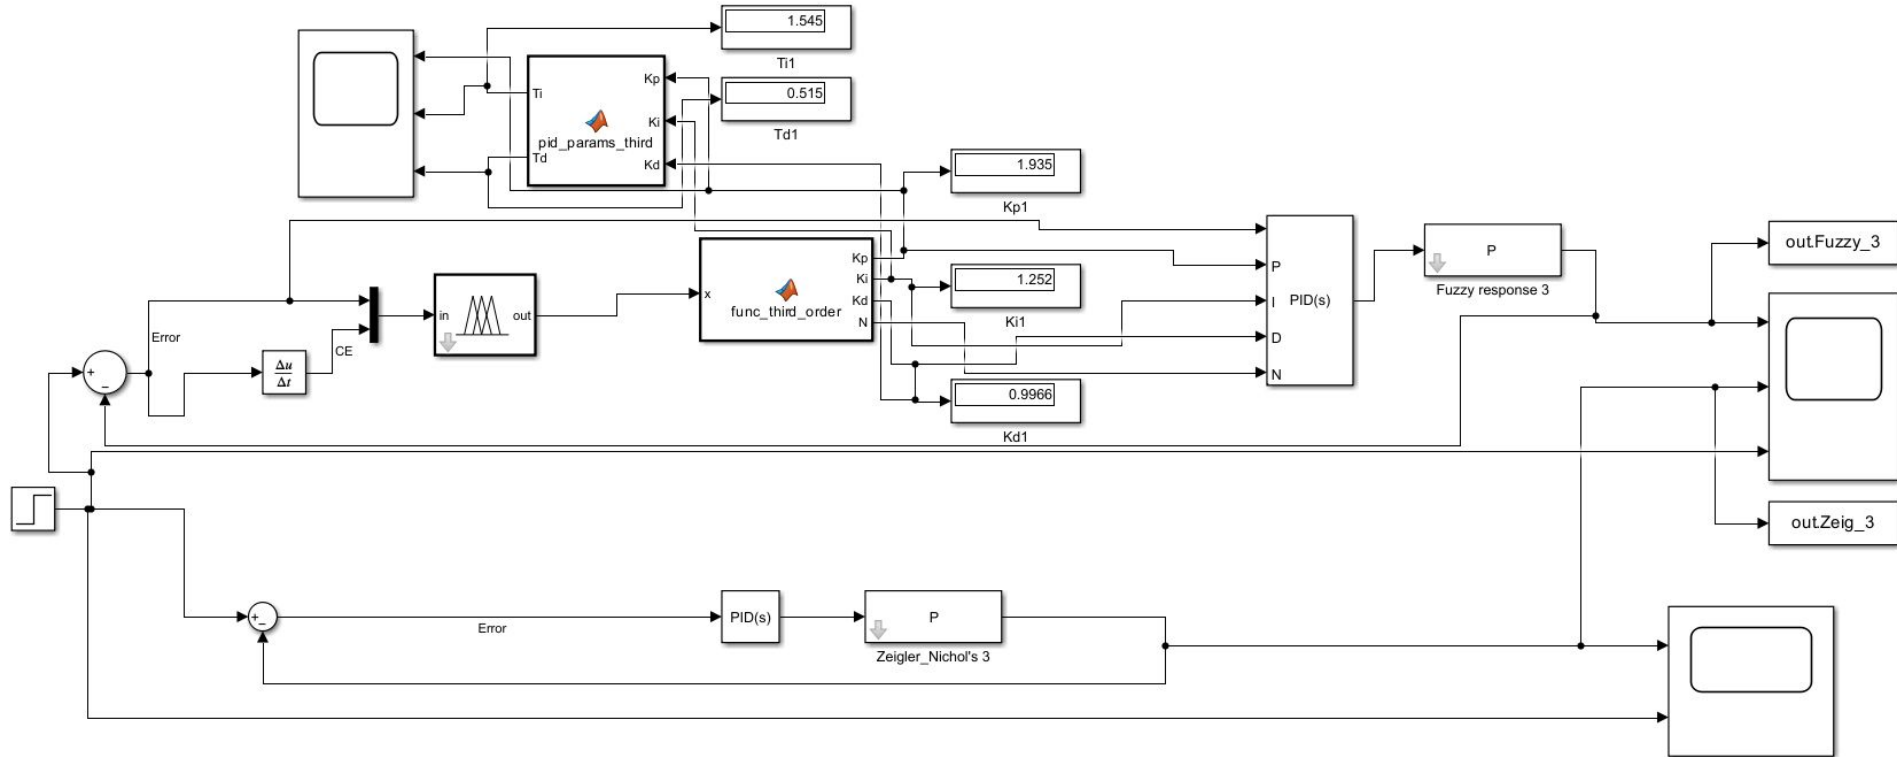 1.545
Ti1
0.515
Td1
Ti
Td
pid_params_third
Kp
Ki
Kd
1.935
Kp1
1.252
Ki1
0.9966
Kd1
Error
+
_
Δu
Δt
CE
in
out
x
func_third_order
Kp
Ki
Kd
N
P
I
D
N
PID(s)
P
Fuzzy response 3
out.Fuzzy_3
out.Zeig_3
+_
Error
PID(s)
P
Zeigler_Nichol's 3